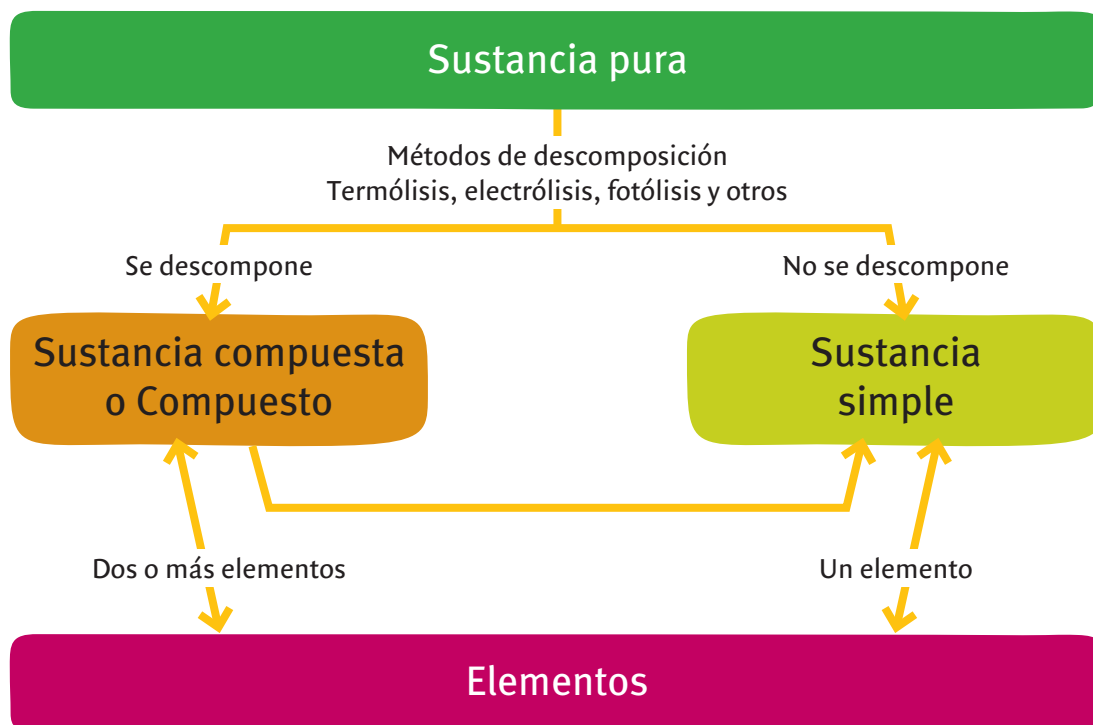 Sustancia pura
Métodos de descomposición
Termólisis, electrólisis, fotólisis y otros
Se descompone
No se descompone
Sustancia compuesta
o Compuesto
Sustancia
simple
Dos o más elementos
Un elemento
Elementos